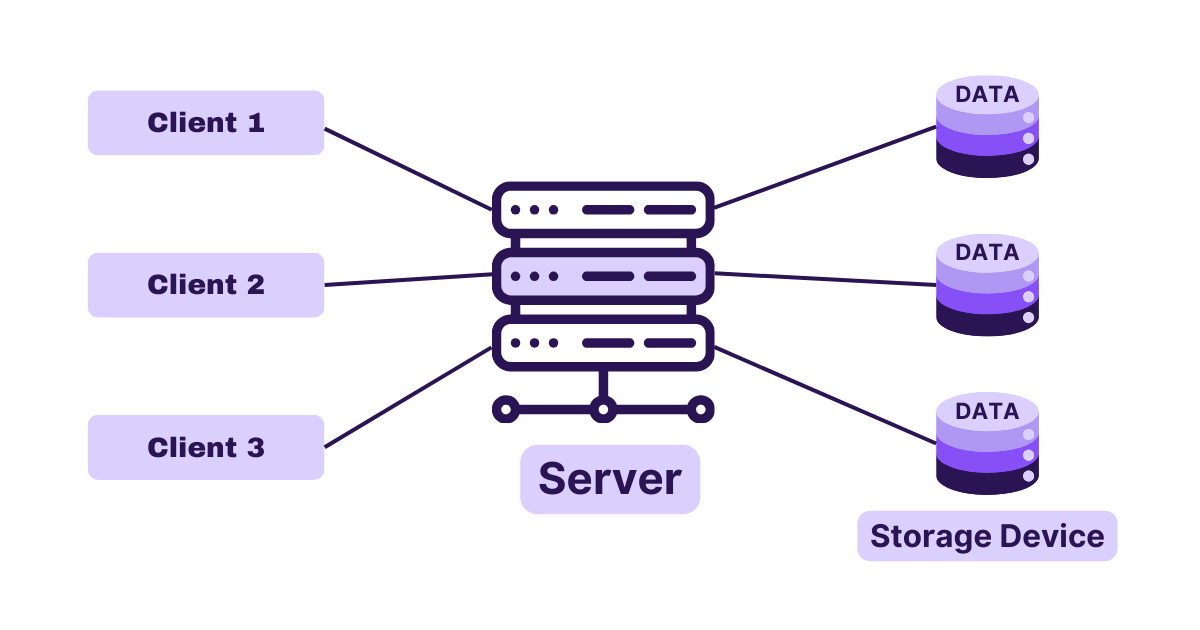 Client 1
Client 2
Client 3
Server
DATA
DATA
DATA
Storage Device